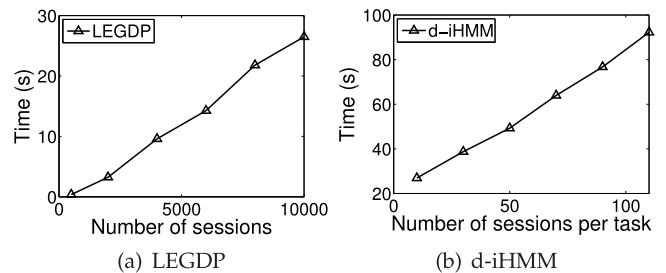 30
20
10
0
Time (s)
LEGDP
0
5000
10000
Number of sessions
(a) LEGDP
100
80
60
40
20
Time (s)
d-iHMM
0
50
100
Number of sessions per task
(b) d-iHMM